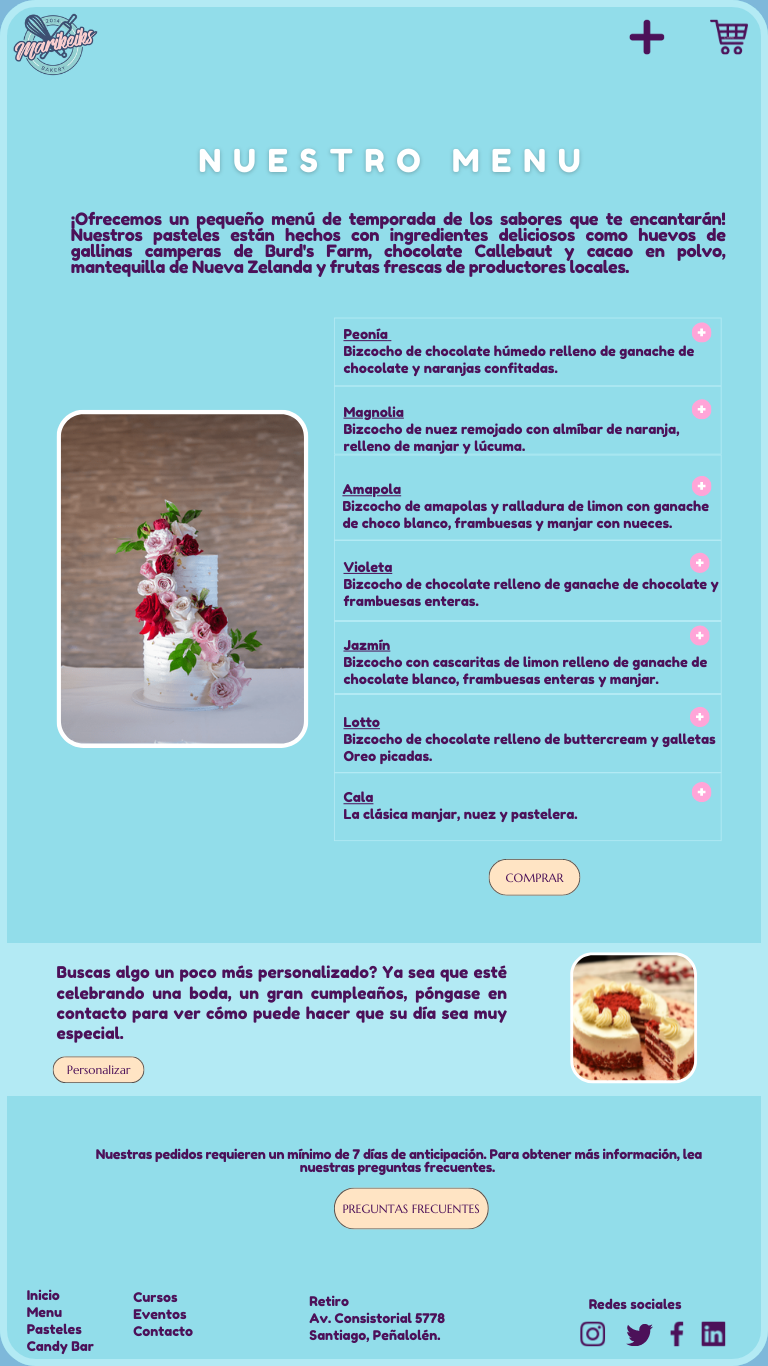 2014
Marikeiks
BAKERY
NUESTRO MENU
¡Ofrecemos un pequeño menú de temporada de los sabores que te encantarán!
Nuestros pasteles están hechos con ingredientes deliciosos como huevos de
gallinas camperas de Burd's Farm, chocolate Callebaut y cacao en polvo,
mantequilla de Nueva Zelanda y frutas frescas de productores locales.
Peonía
Bizcocho de chocolate húmedo relleno de ganache de
chocolate y naranjas confitadas.
Magnolia
Bizcocho de nuez remojado con almíbar de naranja,
relleno de manjar y lúcuma.
Amapola
Bizcocho de amapolas y ralladura de limon con ganache
de choco blanco, frambuesas y manjar con nueces.
Violeta
Bizcocho de chocolate relleno de ganache de chocolate y
frambuesas enteras.
Jazmín
Bizcocho con cascaritas de limon relleno de ganache de
chocolate blanco, frambuesas enteras y manjar.
Lotto
Bizcocho de chocolate relleno de buttercream y galletas
Oreo picadas.
Cala
La clásica manjar, nuez y pastelera.
COMPRAR
Buscas algo un poco más personalizado? Ya sea que esté
celebrando una boda, un gran cumpleaños, póngase en
contacto para ver cómo puede hacer que su día sea muy
especial.
Personalizar
Nuestras pedidos requieren un mínimo de 7 días de anticipación. Para obtener más información, lea
nuestras preguntas frecuentes.
PREGUNTAS FRECUENTES
Inicio
Menu
Pasteles
Candy Bar
Cursos
Eventos
Contacto
Retiro
Av. Consistorial 5778
Santiago, Peñalolén.
Redes sociales